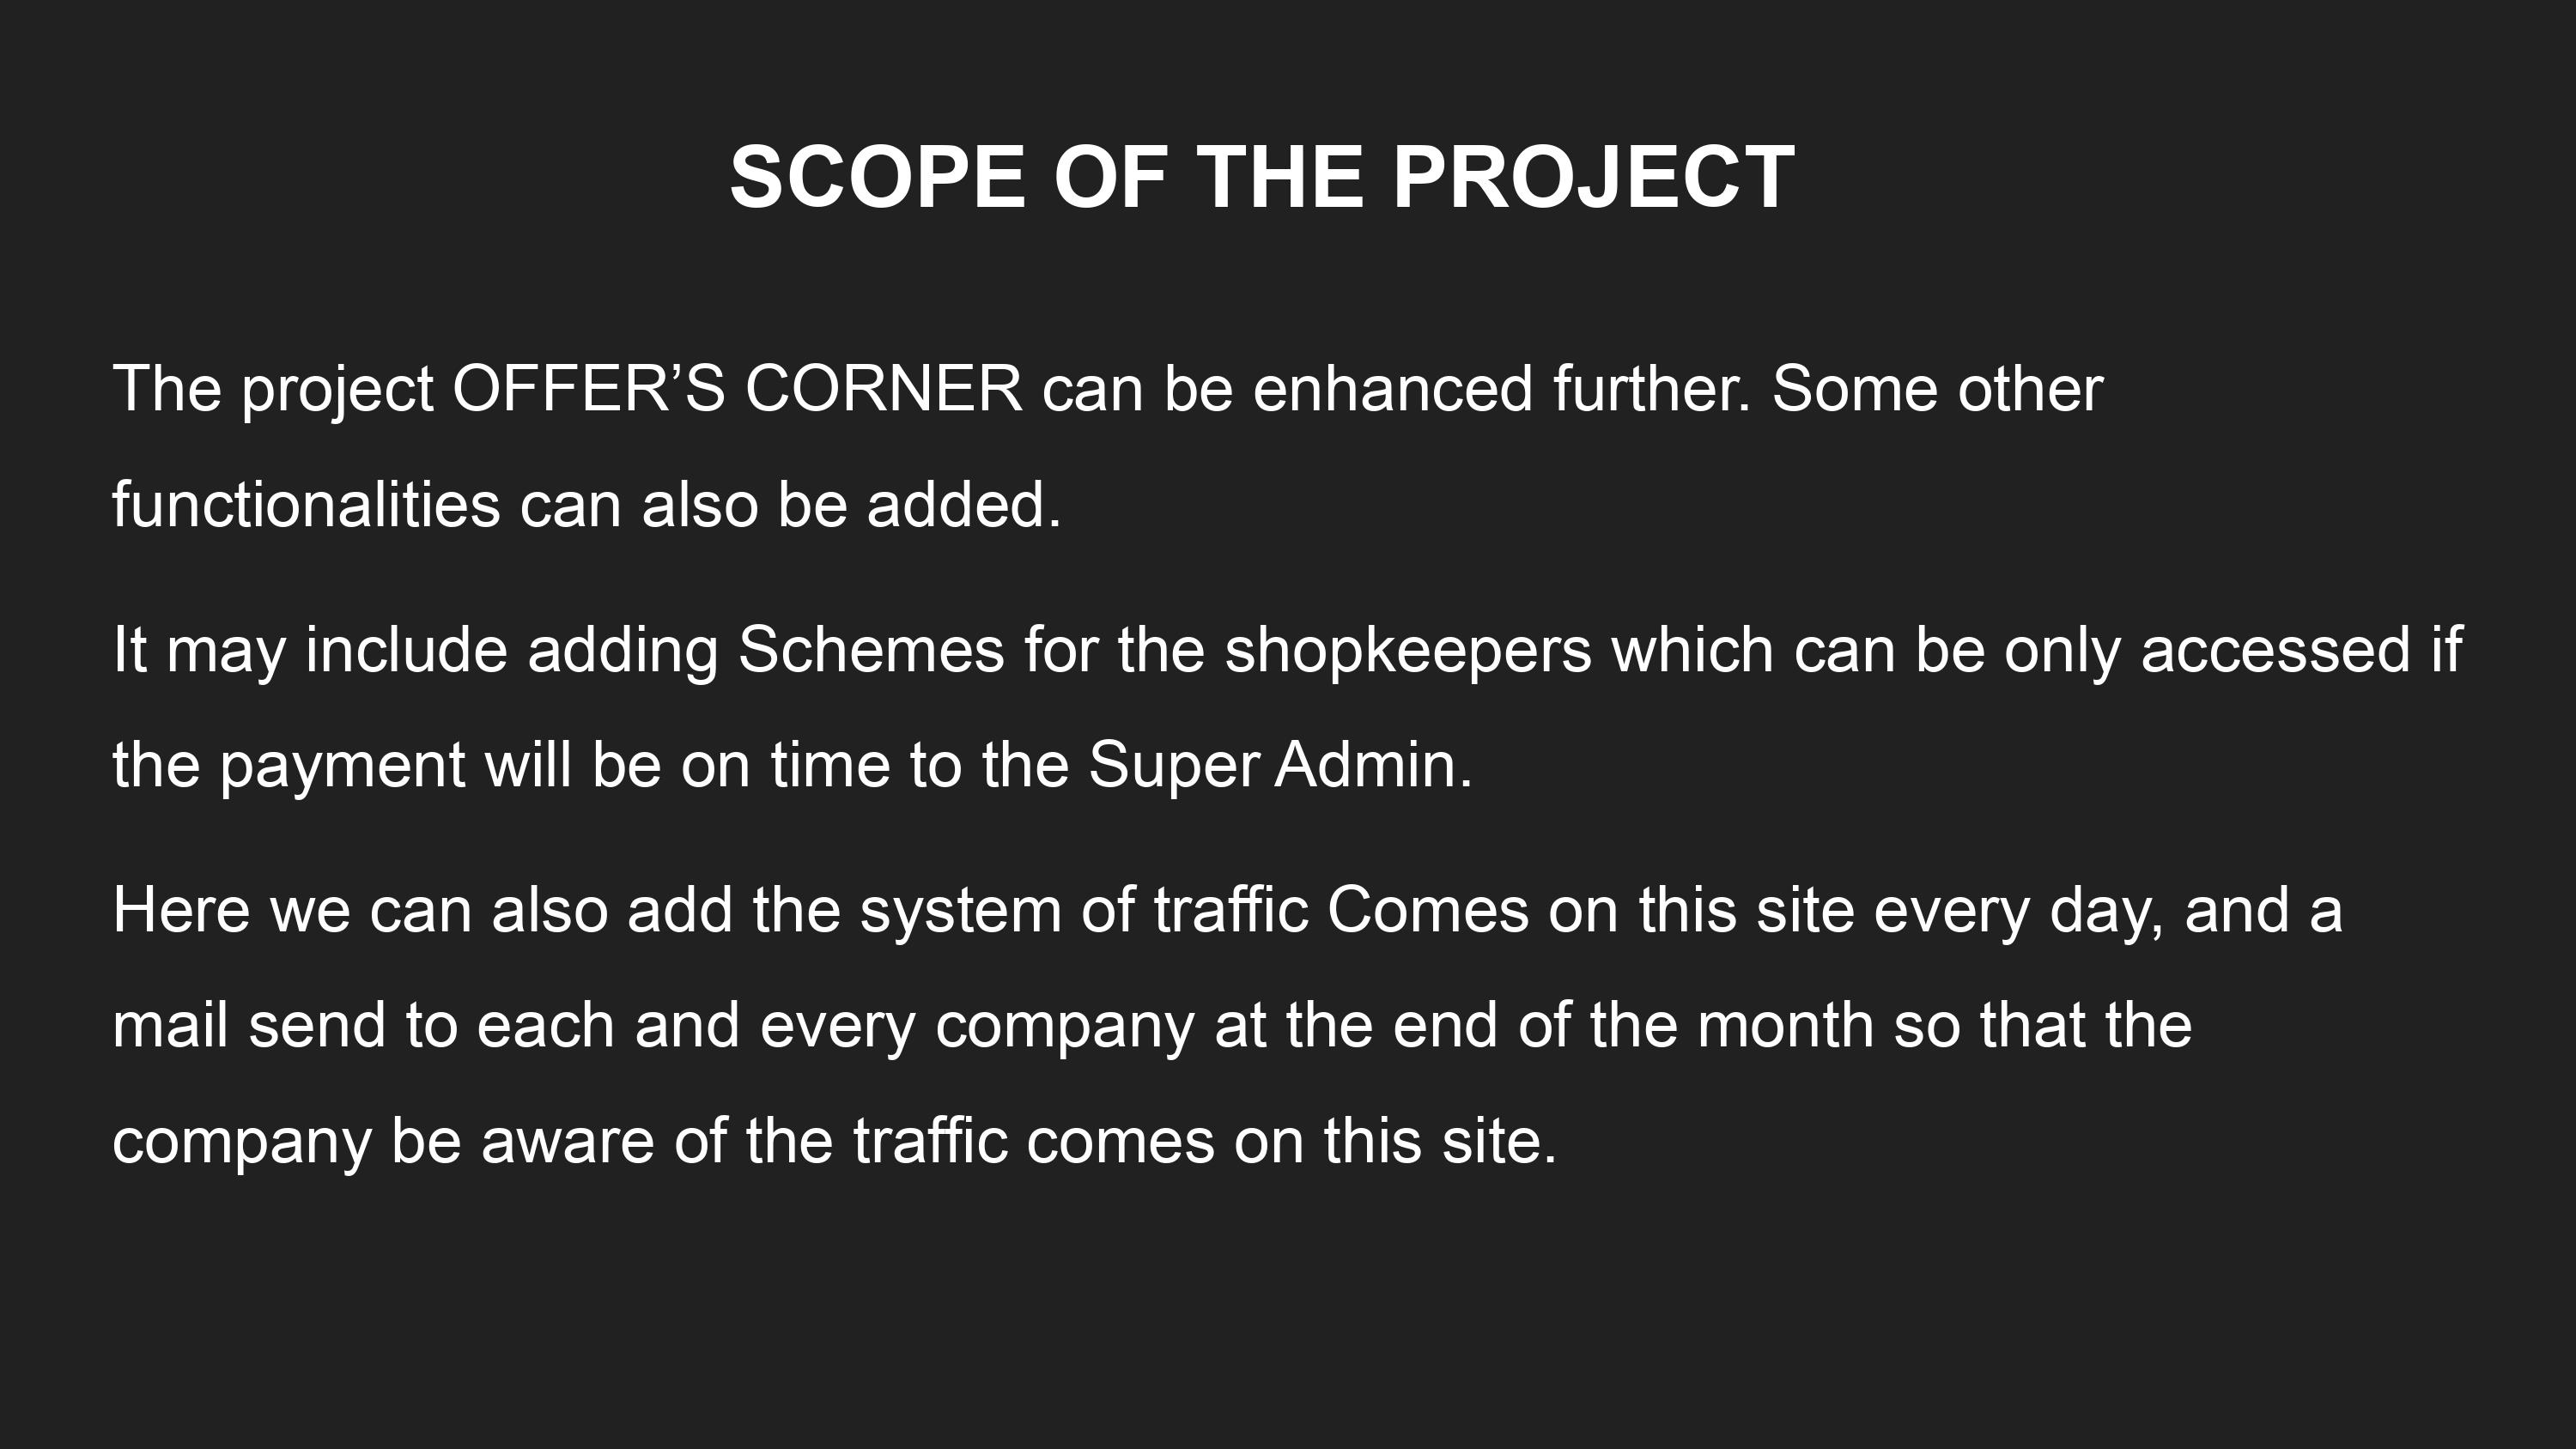 SCOPE OF THE PROJECT
The project OFFER’S CORNER can be enhanced further. Some other
functionalities can also be added.
It may include adding Schemes for the shopkeepers which can be only accessed if
the payment will be on time to the Super Admin.
Here we can also add the system of traffic Comes on this site every day, and a
mail send to each and every company at the end of the month so that the
company be aware of the traffic comes on this site.